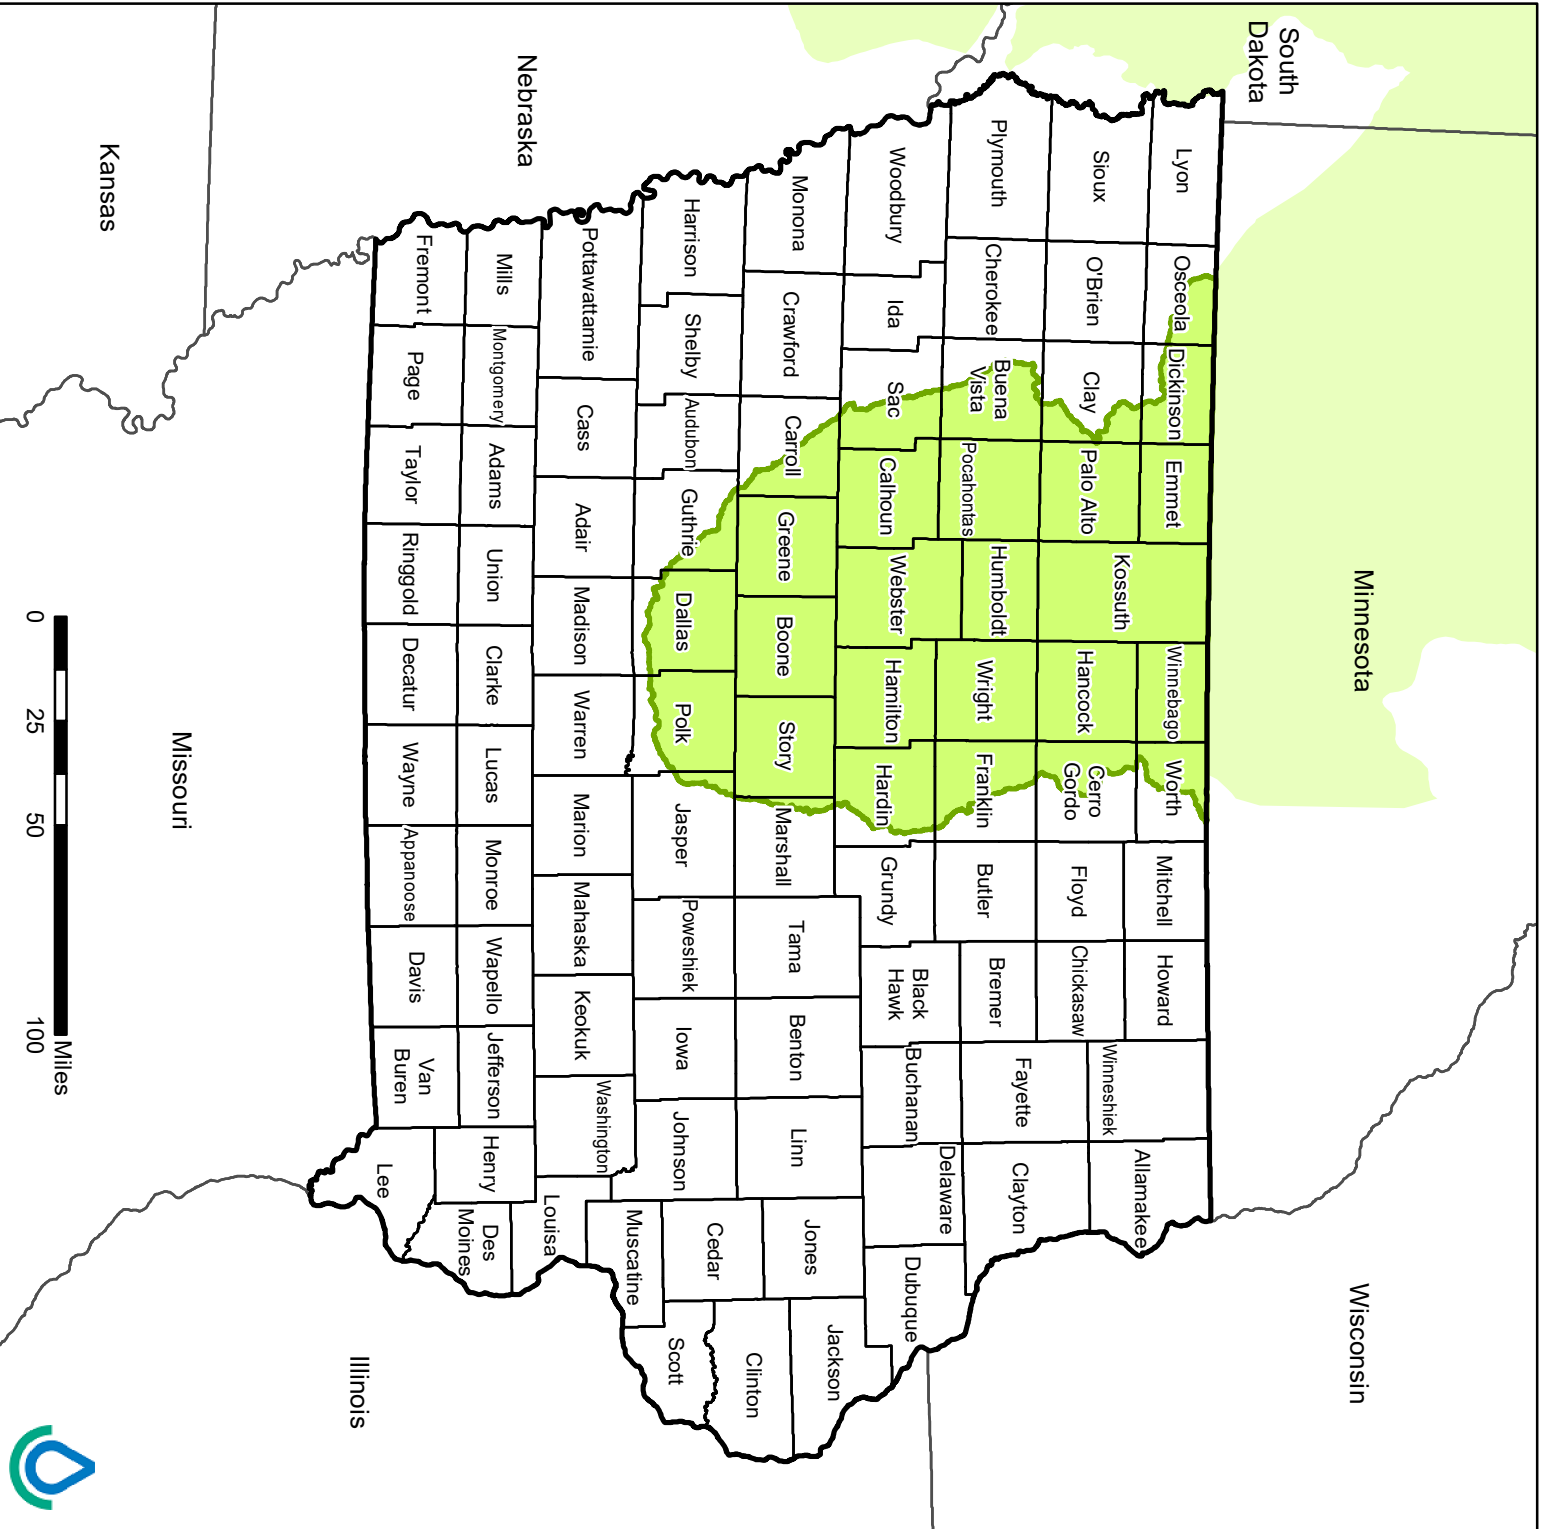 South
Dakota
Minnesota
Wisconsin
Lyon
Osceola
Dickinson
Emmet
Kossuth
Winnebago
Worth
Mitchell
Howard
Winneshiek
Allamakee
Sioux
O'Brien
Clay
Palo Alto
Hancock
Cerro
Gordo
Floyd
Chickasaw
Fayette
Clayton
Plymouth
Cherokee
Buena
Vista
Pocahontas
Humboldt
Wright
Franklin
Butler
Bremer
Woodbury
Ida
Sac
Calhoun
Webster
Hamilton
Hardin
Grundy
Black
Hawk
Buchanan
Delaware
Dubuque
Monona
Crawford
Carroll
Greene
Boone
Story
Marshall
Tama
Benton
Linn
Jones
Jackson
Harrison
Shelby
Audubon
Guthrie
Dallas
Polk
Jasper
Poweshiek
Iowa
Johnson
Cedar
Clinton
Muscatine
Scott
Nebraska
Pottawattamie
Cass
Adair
Madison
Warren
Marion
Mahaska
Keokuk
Washington
Louisa
Mills
Montgomery
Adams
Union
Clarke
Lucas
Monroe
Wapello
Jefferson
Henry
Des
Moines
Fremont
Page
Taylor
Ringgold
Decatur
Wayne
Appanoose
Davis
Van
Buren
Lee
Illinois
Missouri
Kansas
0
25
50
100
Miles